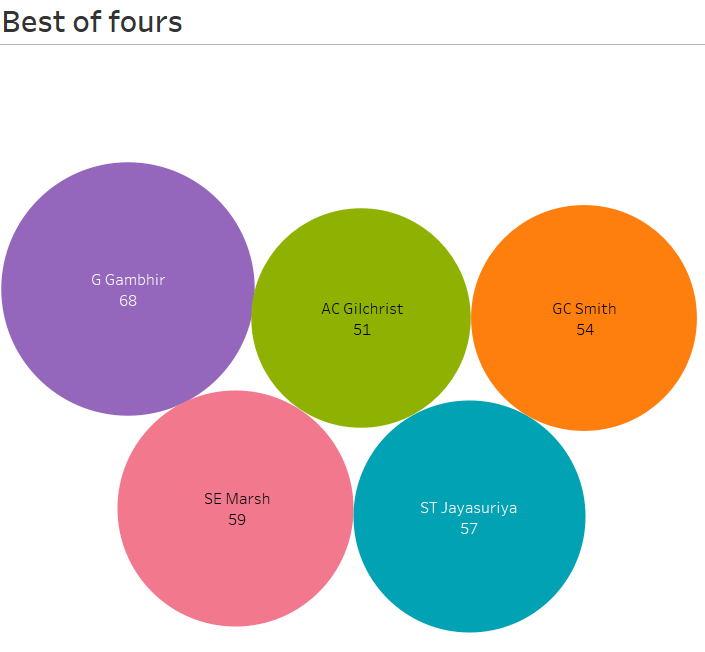 Best of fours
G Gambhir
68
AC Gilchrist
51
GC Smith
54
SE Marsh
59
ST Jayasuriya
57